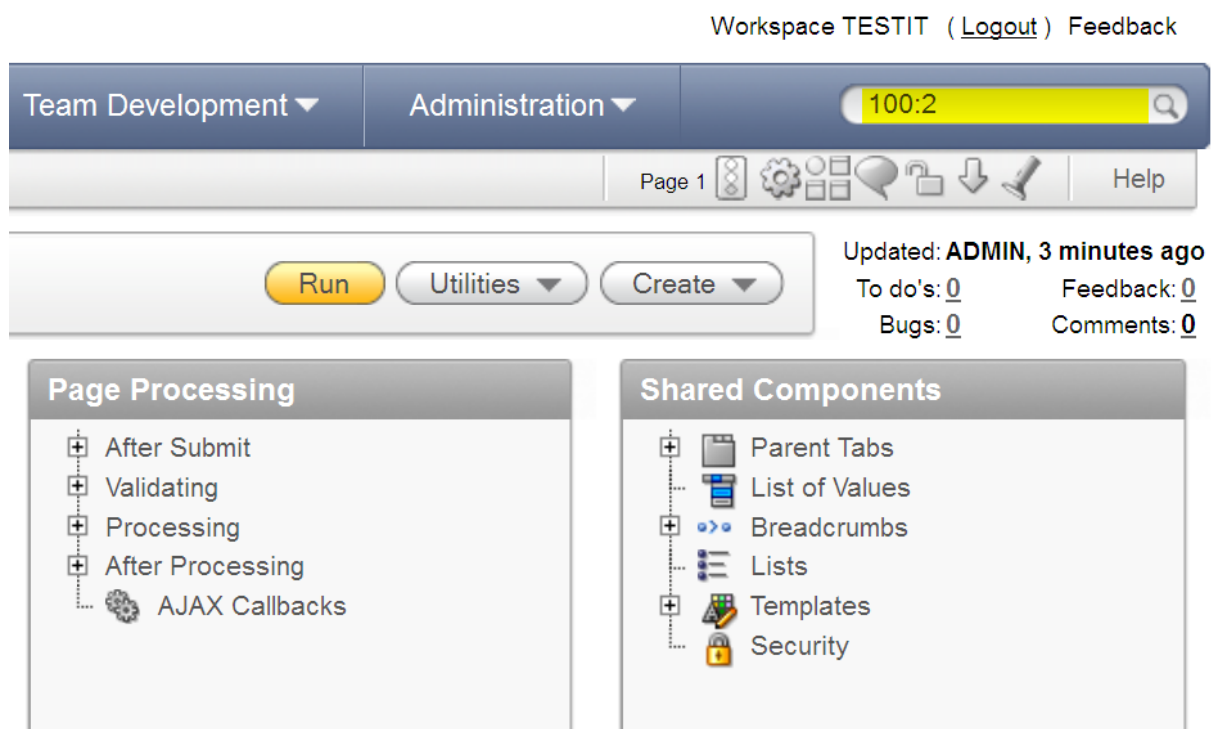 Workspace TESTIT ( Logout ) Feedback
Team Development Administration 100:2
Page 1 Help
Run Utilities Create
Updated: ADMIN, 3 minutes ago
To do's: 0 Feedback: 0
Bugs: 0 Comments: 0
Page Processing
After Submit
Validating
Processing
After Processing
AJAX Callbacks
Shared Components
Parent Tabs
List of Values
Breadcrumbs
Lists
Templates
Security